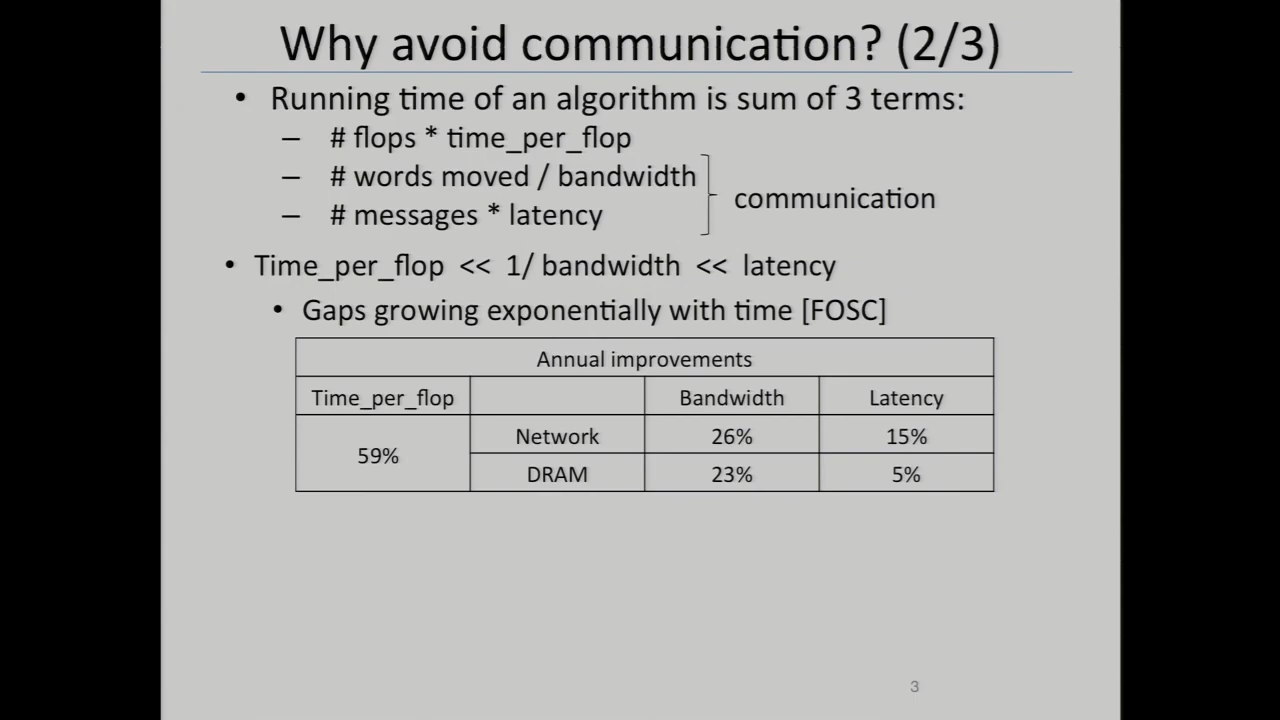 Why avoid communication? (2/3)
• Running time of an algorithm is sum of 3 terms:
– # flops * time_per_flop
– # words moved / bandwidth
communication
– # messages * latency
• Time_per_flop << 1/ bandwidth << latency
• Gaps growing exponentially with time [FOSC]
Annual improvements
Time_per_flop Bandwidth Latency
59% Network 26% 15%
DRAM 23% 5%
3